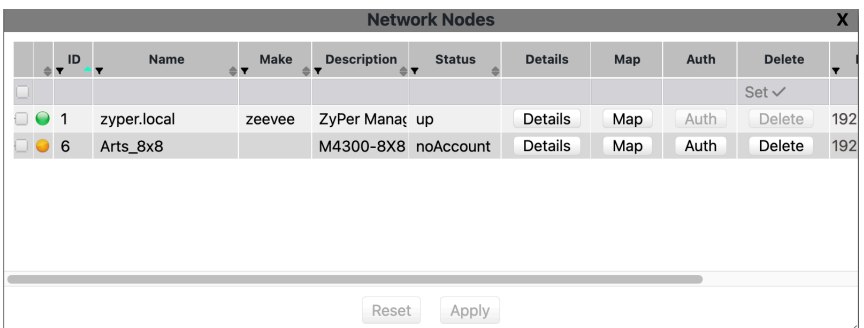 Network Nodes X
ID Name Make Description Status Details Map Auth Delete
Set ✓
1 zyper.local zeevee ZyPer Manag up Details Map Auth Delete 192
6 Arts_8x8 M4300-8X8 noAccount Details Map Auth Delete 192
Reset Apply